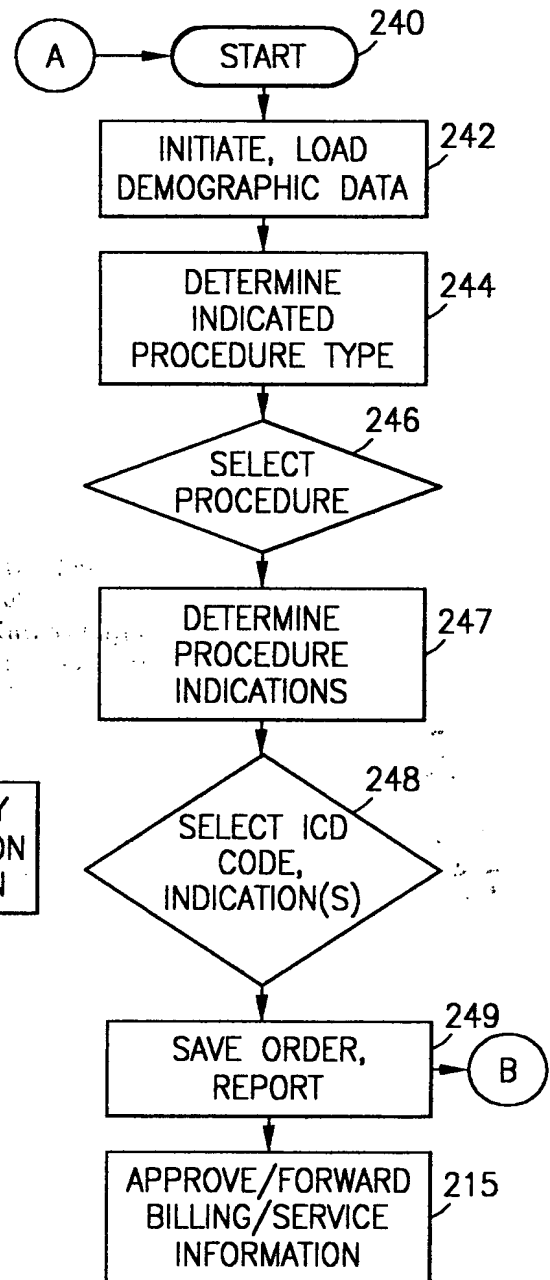 240
A
START
242
INITIATE, LOAD
DEMOGRAPHIC DATA
244
DETERMINE
INDICATED
PROCEDURE TYPE
246
SELECT
PROCEDURE
247
DETERMINE
PROCEDURE
INDICATIONS
248
SELECT ICD
CODE,
INDICATION(S)
Y
ON
N
249
SAVE ORDER,
REPORT
B
215
APPROVE/FORWARD
BILLING/SERVICE
INFORMATION